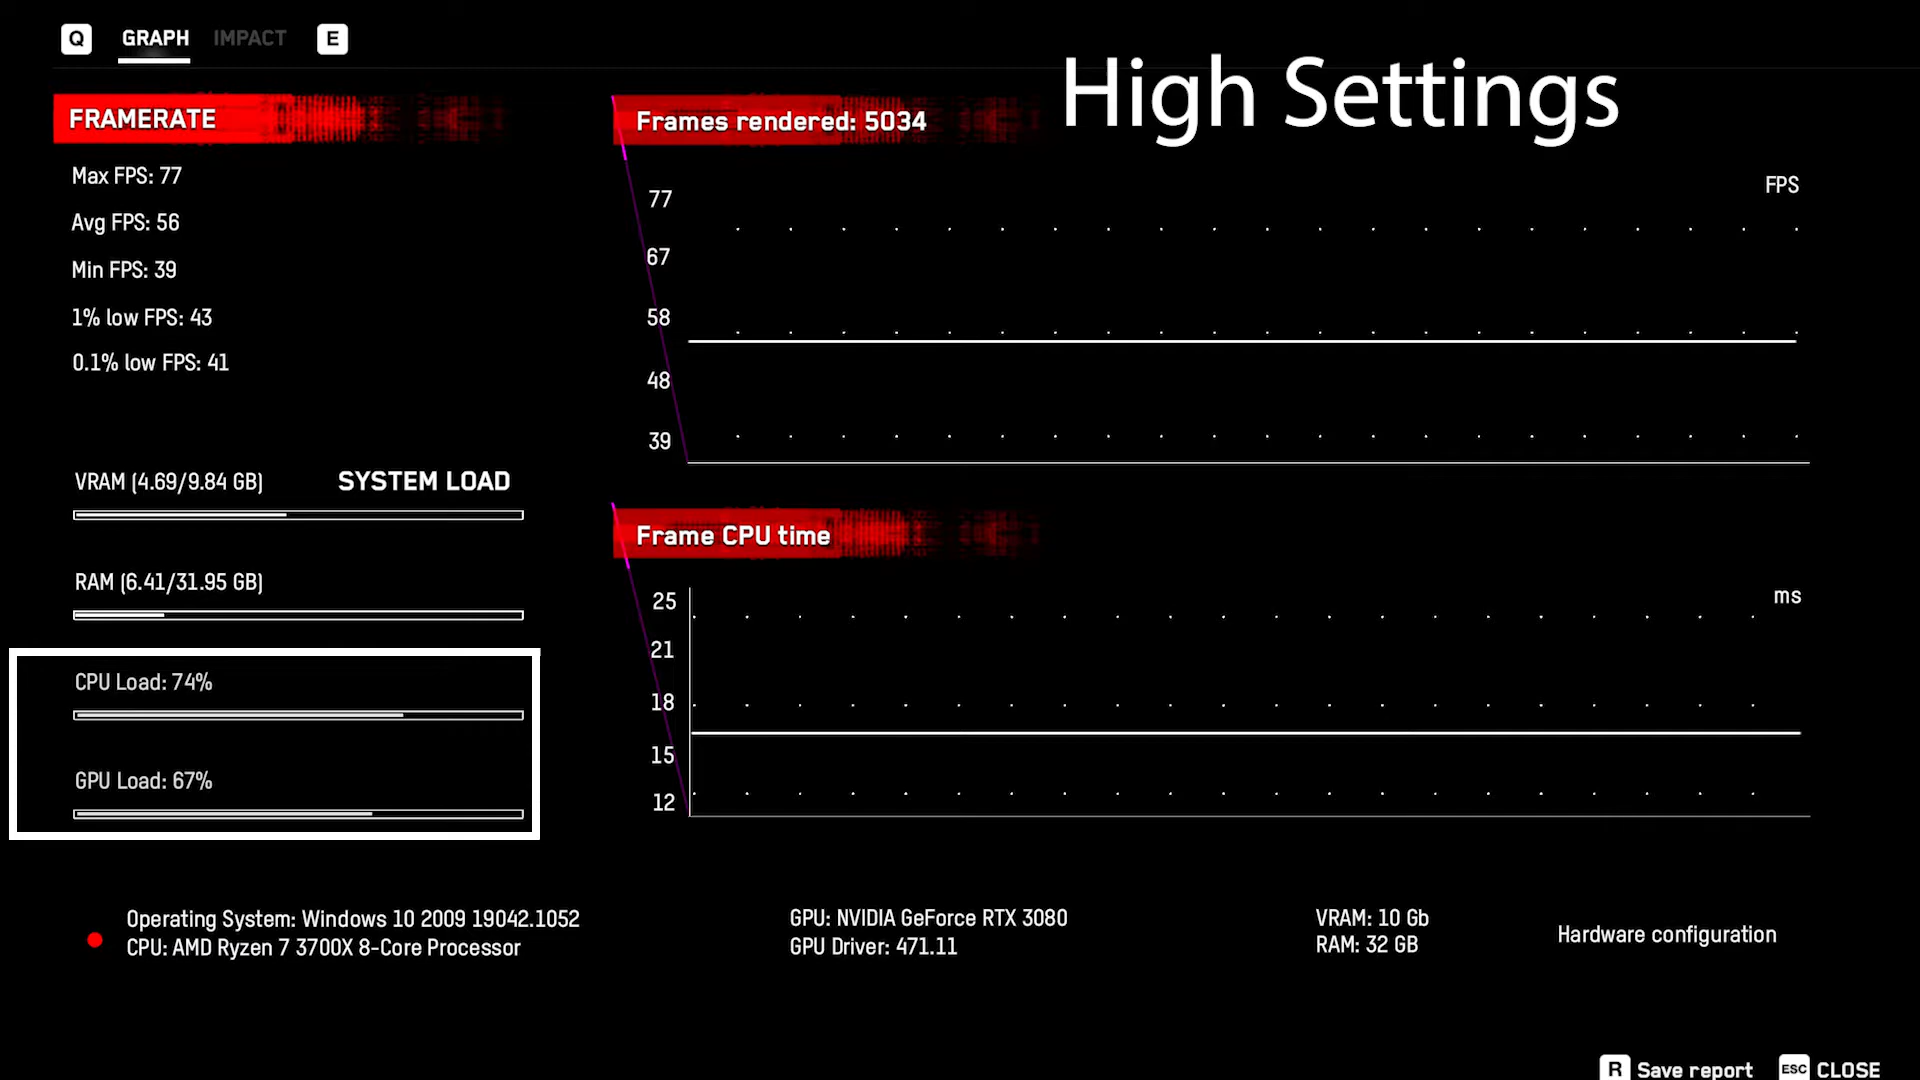 Q GRAPH IMPACT E
High Settings
FRAMERATE
Max FPS: 77
Avg FPS: 56
Min FPS: 39
1% low FPS: 43
0.1% low FPS: 41
VRAM (4.69/9.84 GB) SYSTEM LOAD
RAM (6.41/31.95 GB)
CPU Load: 74%
GPU Load: 67%
Frames rendered: 5034
FPS
77
67
58
48
39
Frame CPU time
ms
25
21
18
15
12
Operating System: Windows 10 2009 19042.1052
CPU: AMD Ryzen 7 3700X 8-Core Processor
GPU: NVIDIA GeForce RTX 3080
GPU Driver: 471.11
VRAM: 10 Gb
RAM: 32 GB
Hardware configuration
R Save report ESC CLOSE